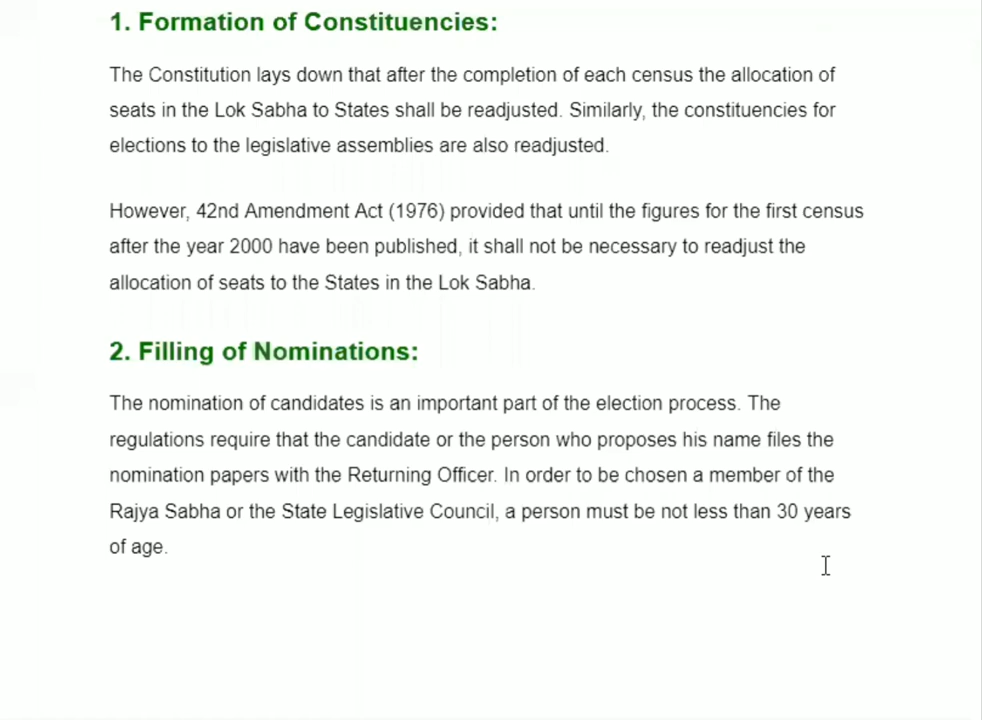 1. Formation of Constituencies:
The Constitution lays down that after the completion of each census the allocation of
seats in the Lok Sabha to States shall be readjusted. Similarly, the constituencies for
elections to the legislative assemblies are also readjusted.
However, 42nd Amendment Act (1976) provided that until the figures for the first census
after the year 2000 have been published, it shall not be necessary to readjust the
allocation of seats to the States in the Lok Sabha.
2. Filling of Nominations:
The nomination of candidates is an important part of the election process. The
regulations require that the candidate or the person who proposes his name files the
nomination papers with the Returning Officer. In order to be chosen a member of the
Rajya Sabha or the State Legislative Council, a person must be not less than 30 years
of age.